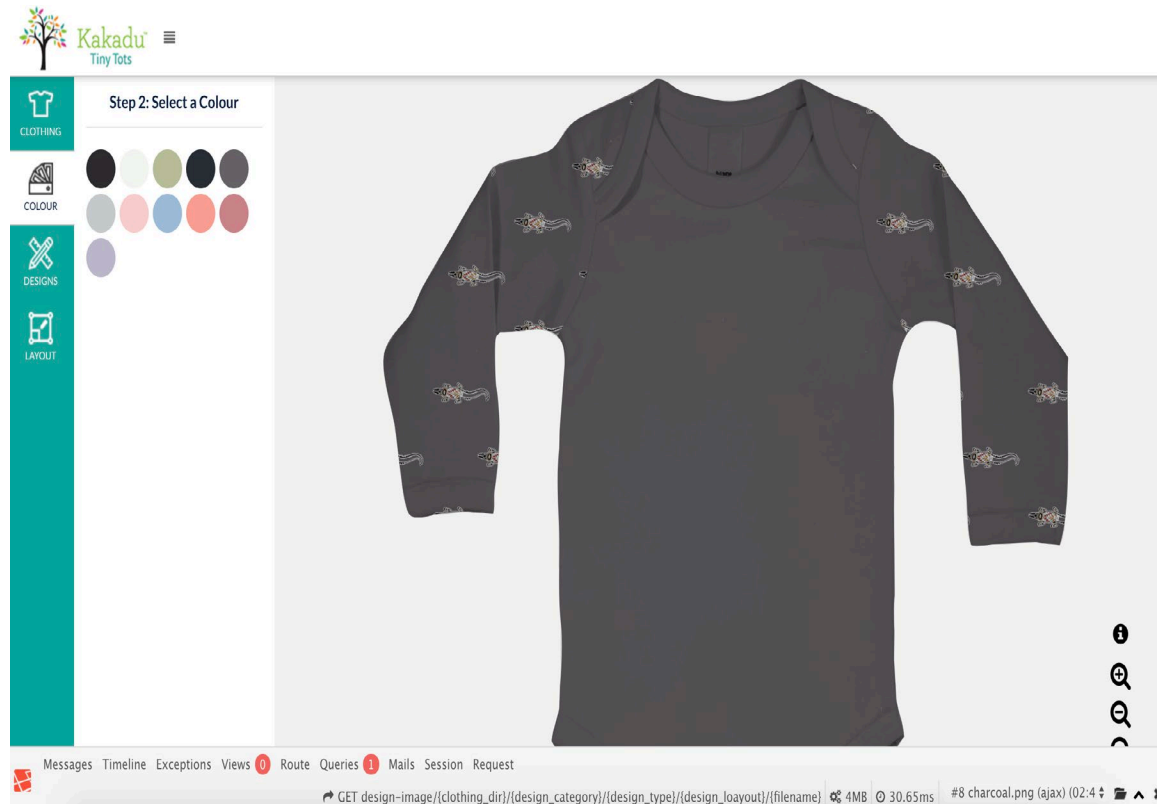 Kakadu™
Tiny Tots
CLOTHING
COLOUR
DESIGNS
LAYOUT
Step 2: Select a Colour
Messages Timeline Exceptions Views 0 Route Queries 1 Mails Session Request
GET design-image/{clothing_dir}/{design_category}/{design_type}/{design_loayout}/{filename} 4MB 30.65ms #8 charcoal.png (ajax) (02:4